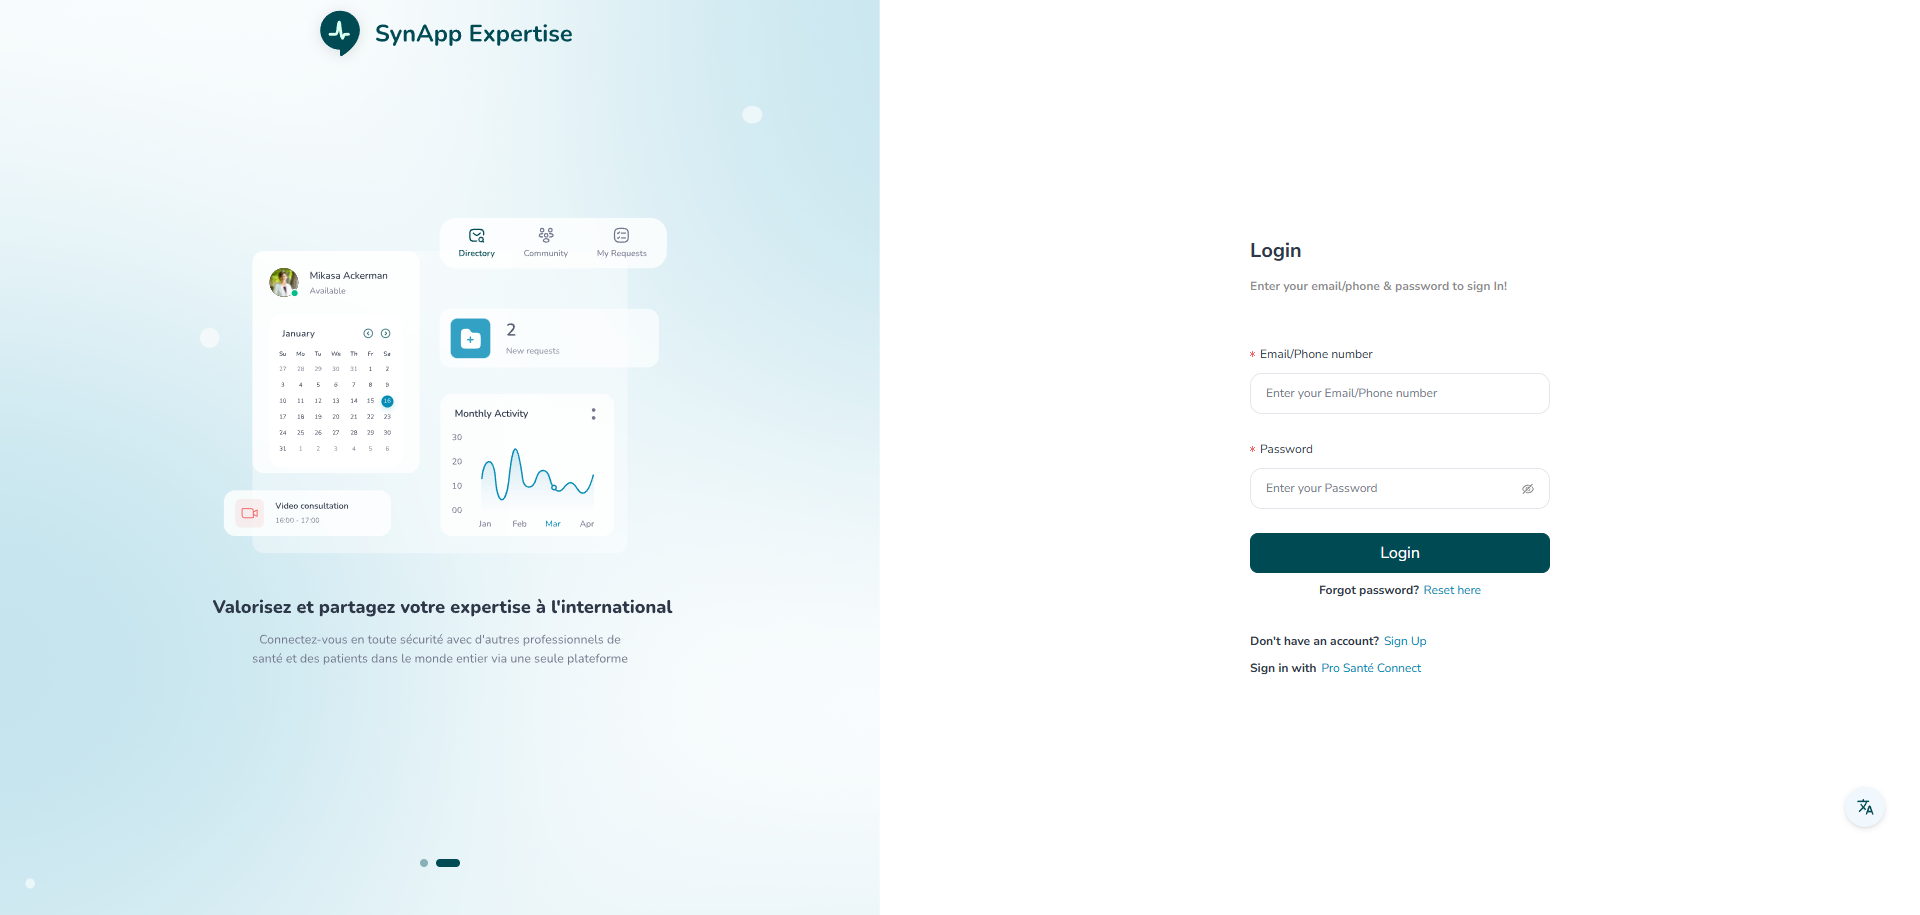 SynApp Expertise
Directory
Community
My Requests
Mikasa Ackerman
Available
January
Su Mo Tu We Th Fr Sa
27 28 29 30 31 1 2
3 4 5 6 7 8 9
10 11 12 13 14 15 16
17 18 19 20 21 22 23
24 25 26 27 28 29 30
31 1 2 3 4 5 6
2
New requests
Monthly Activity
30
20
10
00
Jan Feb Mar Apr
Video consultation
16:00 - 17:00
Valorisez et partagez votre expertise à l'international
Connectez-vous en toute sécurité avec d'autres professionnels de
santé et des patients dans le monde entier via une seule plateforme
Login
Enter your email/phone & password to sign In!
* Email/Phone number
Enter your Email/Phone number
* Password
Enter your Password
Login
Forgot password? Reset here
Don't have an account? Sign Up
Sign in with Pro Santé Connect